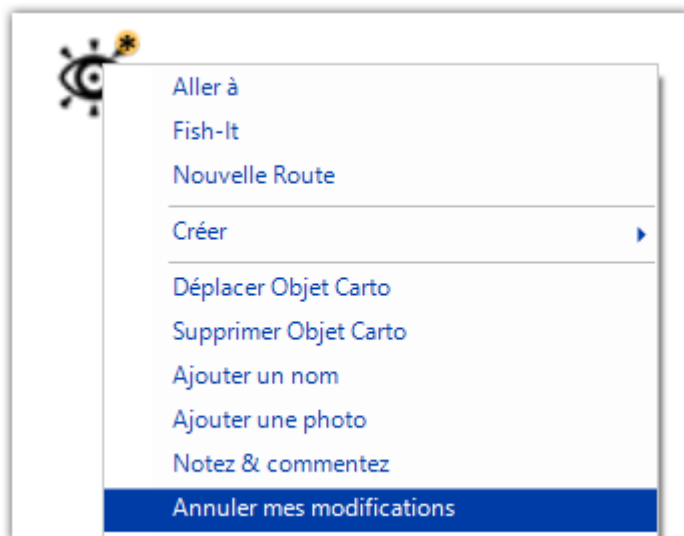 Aller à
Fish-It
Nouvelle Route
Créer
Déplacer Objet Carto
Supprimer Objet Carto
Ajouter un nom
Ajouter une photo
Notez & commentez
Annuler mes modifications